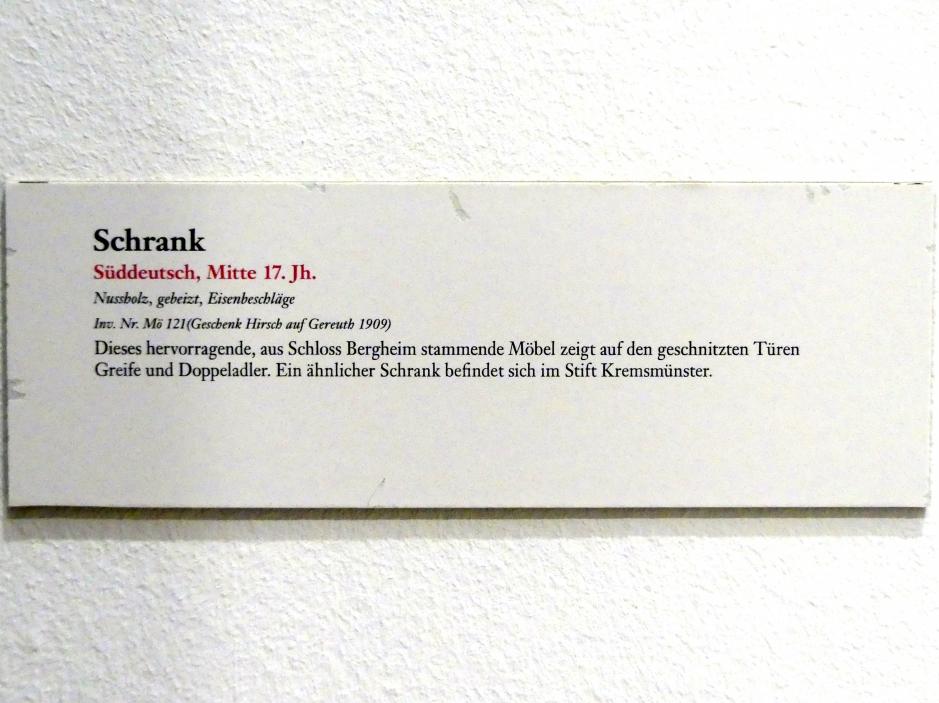 Schrank
Süddeutsch, Mitte 17. Jh.
Nussholz, gebeizt, Eisenbeschläge
Inv. Nr. Mö 121(Geschenk Hirsch auf Gereuth 1909)
Dieses hervorragende, aus Schloss Bergheim stammende Möbel zeigt auf den geschnitzten Türen
Greife und Doppeladler. Ein ähnlicher Schrank befindet sich im Stift Kremsmünster.